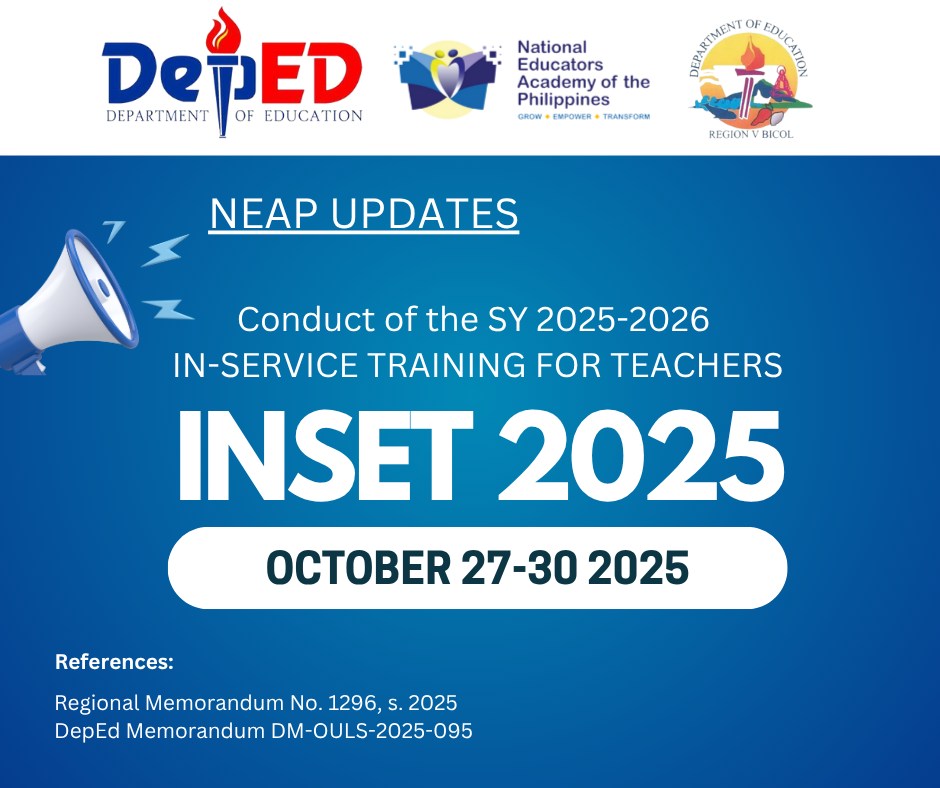 DepED
DEPARTMENT OF EDUCATION
National
Educators
Academy of the
Philippines
GROW • EMPOWER • TRANSFORM
DEPARTMENT OF EDUCATION
REGION V BICOL
NEAP UPDATES
Conduct of the SY 2025-2026
IN-SERVICE TRAINING FOR TEACHERS
INSET 2025
OCTOBER 27-30 2025
References:
Regional Memorandum No. 1296, s. 2025
DepEd Memorandum DM-OULS-2025-095